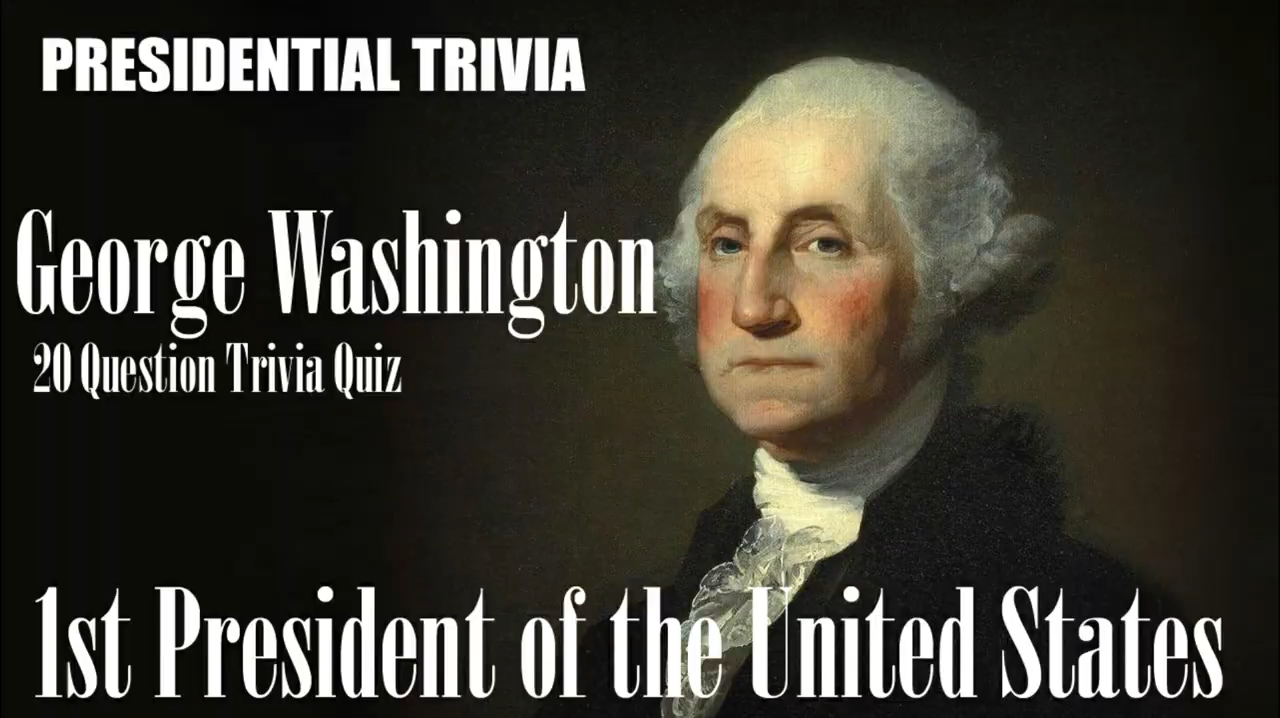 PRESIDENTIAL TRIVIA
George Washington
20 Question Trivia Quiz
1st President of the United States